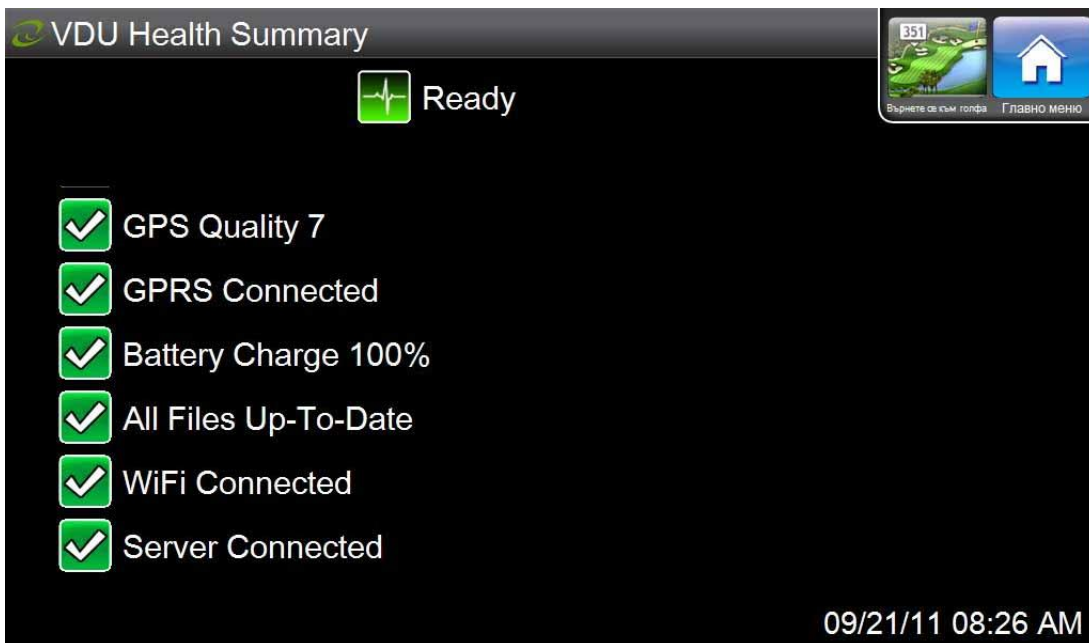 VDU Health Summary
351
Върнете се към голфа
Главно меню
Ready
GPS Quality 7
GPRS Connected
Battery Charge 100%
All Files Up-To-Date
WiFi Connected
Server Connected
09/21/11 08:26 AM